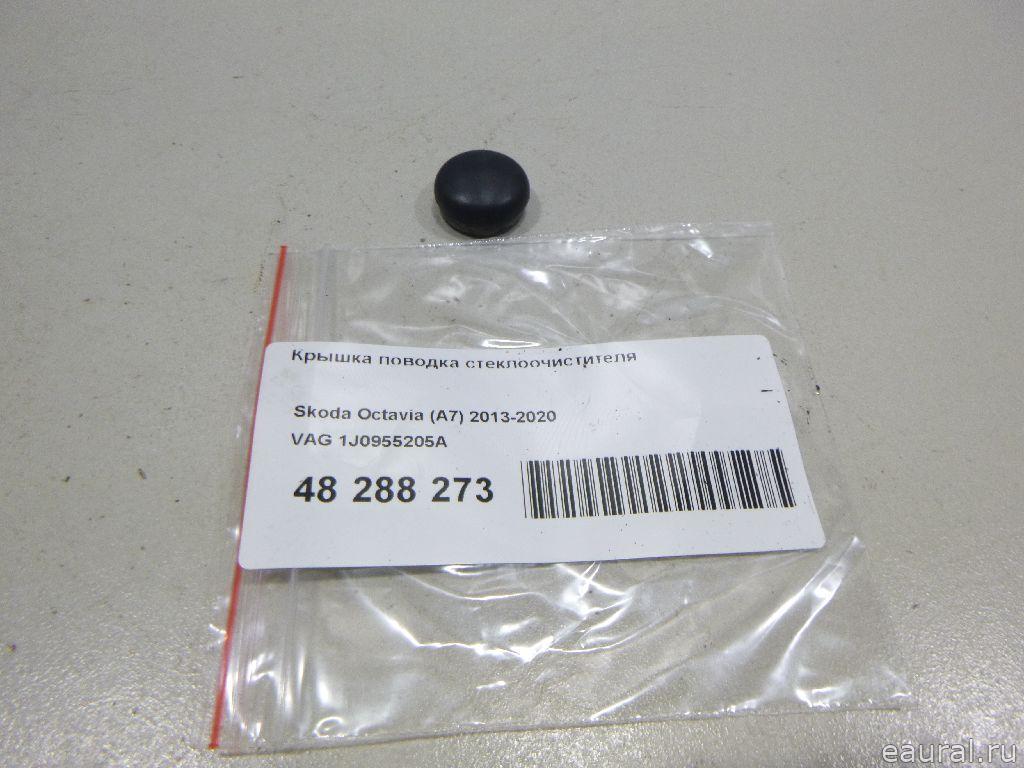 Крышка поводка стеклоочистителя
Skoda Octavia (A7) 2013-2020
VAG 1J0955205A
48 288 273
eaural.ru